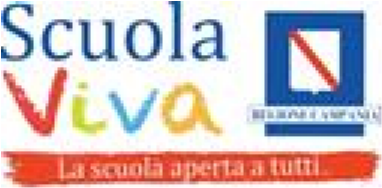 Scuola
Viva
REGIONE CAMPANIA
La scuola aperta a tutti.